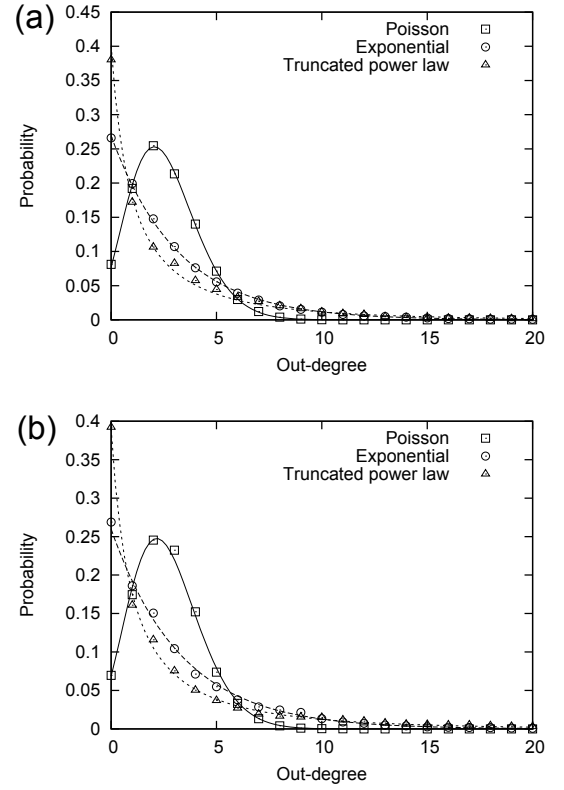 (a)
0.45
0.4
0.35
0.3
0.25
0.2
0.15
0.1
0.05
0
Probability
Poisson
Exponential
Truncated power law
0 5 10 15 20
Out-degree
(b)
0.4
0.35
0.3
0.25
0.2
0.15
0.1
0.05
0
Probability
Poisson
Exponential
Truncated power law
0 5 10 15 20
Out-degree